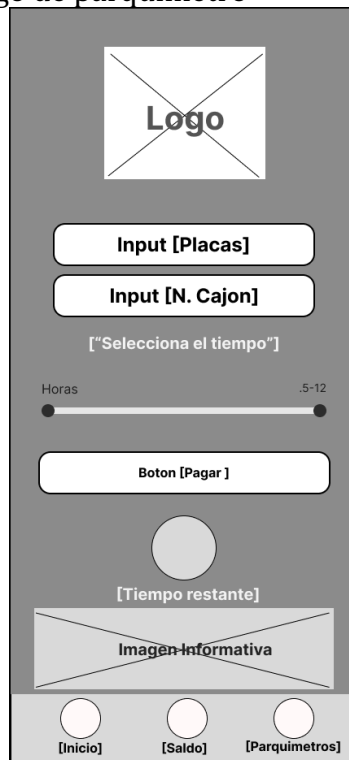 Logo
Input [Placas]
Input [N. Cajon]
["Selecciona el tiempo"]
Horas .5-12
Boton [Pagar ]
[Tiempo restante]
Imagen Informativa
[Inicio] [Saldo] [Parquimetros]